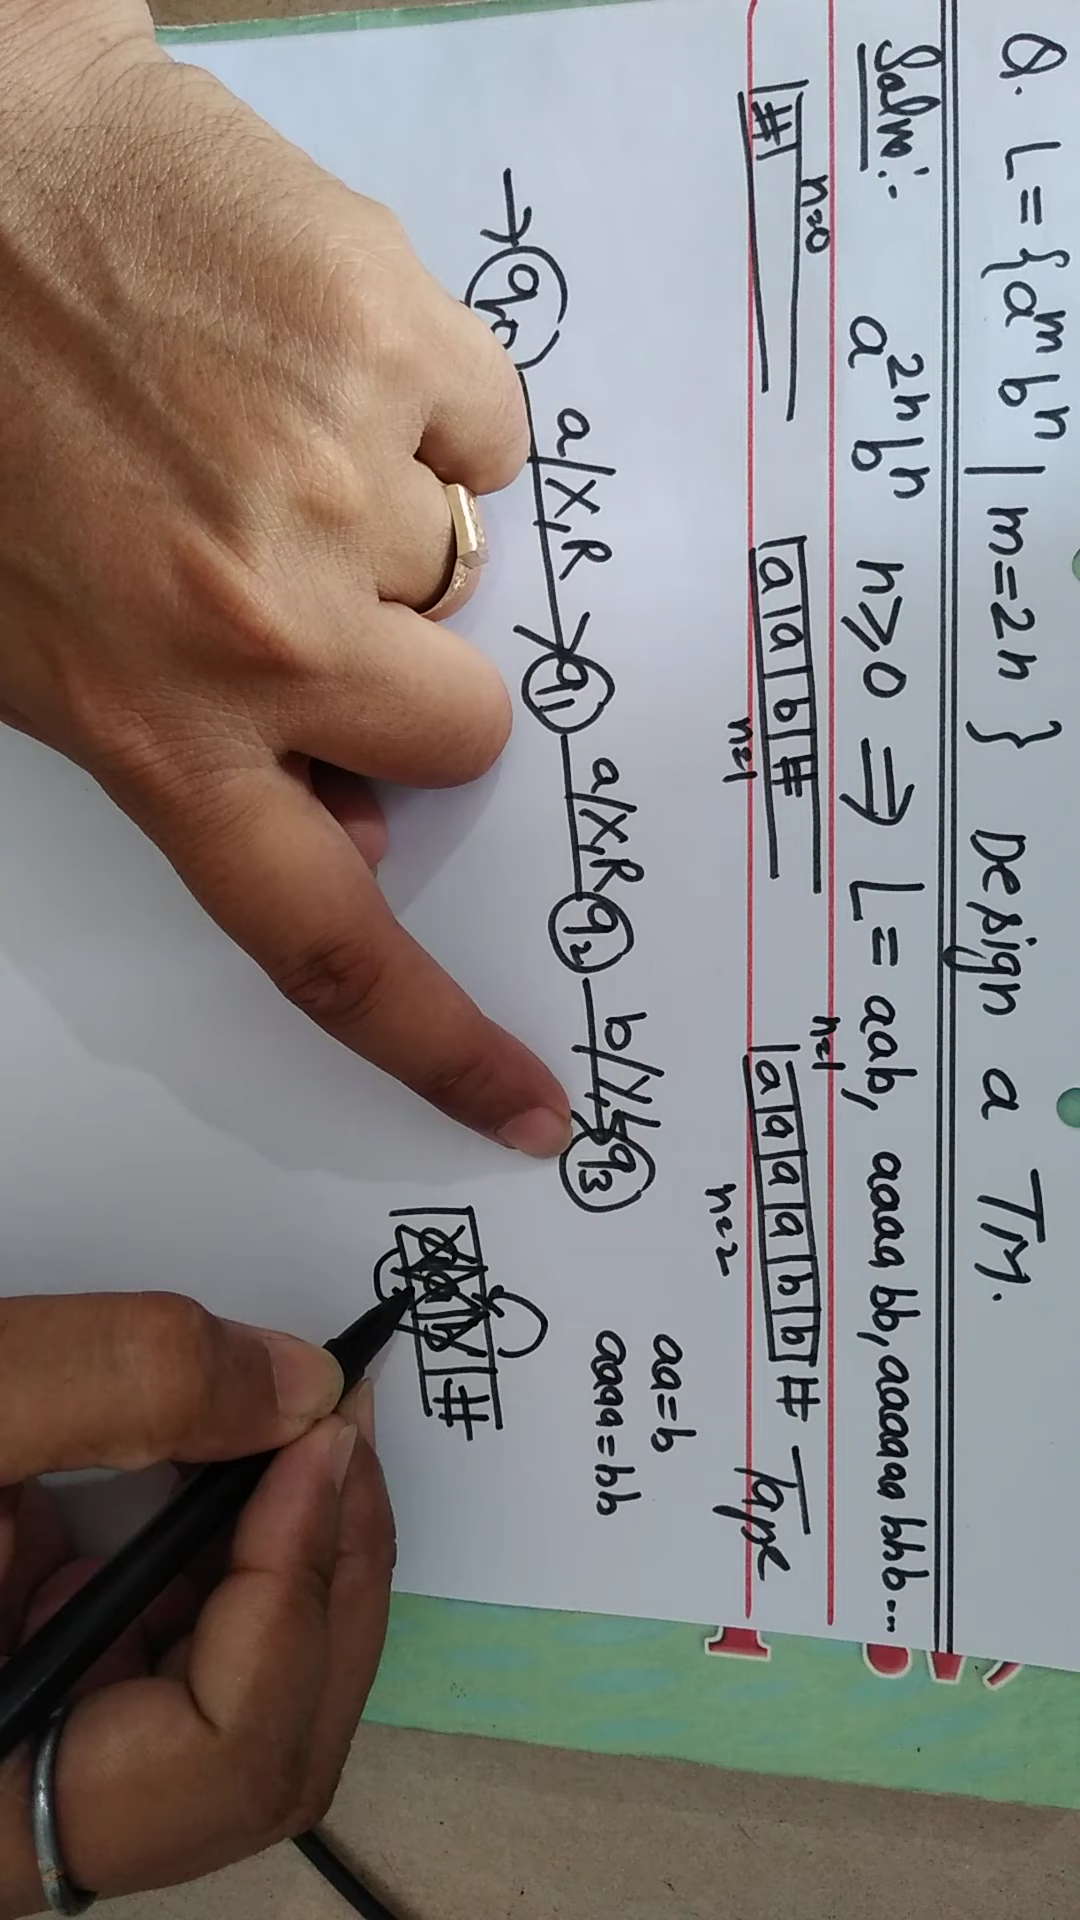 Q. L = {a^m b^n | m=2n } Design a TM.
Soln:- a^2n b^n n≥0 ⇒ L = aab, aaaabb, aaaaaabbb...
n=0 n=1
# a a b # a a a a b b # Tape
n=1 n=2
aa=b
aaaa=bb
→ q0 a/X,R q1 a/X,R q2 b/Y,L q3
#